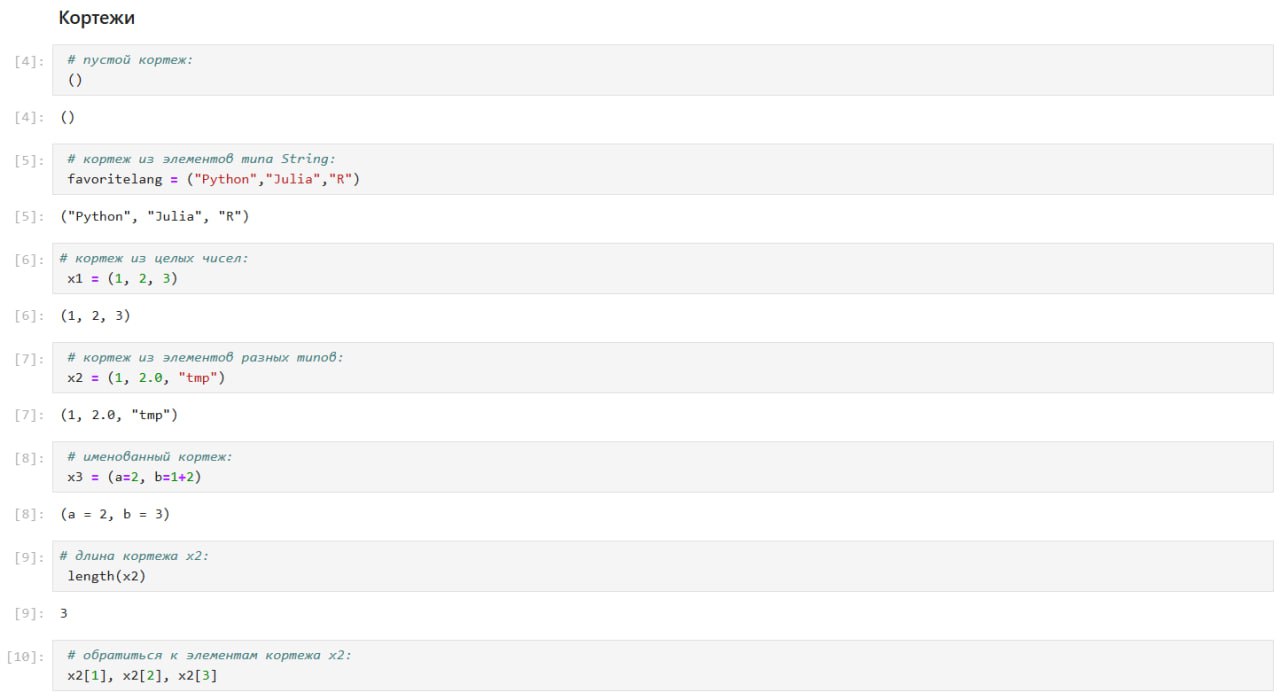 Кортежи
[4]: # пустой кортеж:
()
[4]: ()
[5]: # кортеж из элементов типа String:
favoritelang = ("Python","Julia","R")
[5]: ("Python", "Julia", "R")
[6]: # кортеж из целых чисел:
x1 = (1, 2, 3)
[6]: (1, 2, 3)
[7]: # кортеж из элементов разных типов:
x2 = (1, 2.0, "tmp")
[7]: (1, 2.0, "tmp")
[8]: # именованный кортеж:
x3 = (a=2, b=1+2)
[8]: (a = 2, b = 3)
[9]: # длина кортежа x2:
length(x2)
[9]: 3
[10]: # обратиться к элементам кортежа x2:
x2[1], x2[2], x2[3]